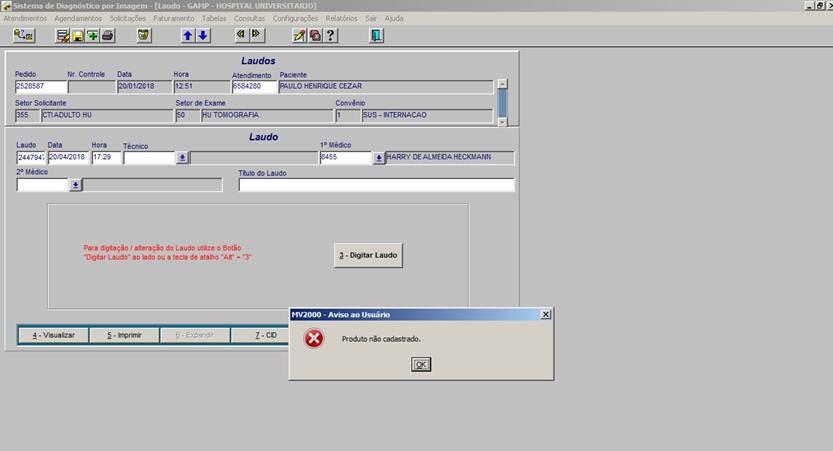 Sistema de Diagnóstico por Imagem - [Laudo - GAMP - HOSPITAL UNIVERSITARIO]
Atendimentos Agendamentos Solicitações Faturamento Tabelas Consultas Configurações Relatórios Sair Ajuda
Laudos
Pedido Nr. Controle Data Hora Atendimento Paciente
2528587 20/01/2018 12:51 6584280 PAULO HENRIQUE CEZAR
Setor Solicitante Setor de Exame Convênio
355 CTI ADULTO HU 50 HU TOMOGRAFIA 1 SUS - INTERNACAO
Laudo
Laudo Data Hora Técnico 1º Médico
2447947 20/04/2018 17:29 8455 HARRY DE ALMEIDA HECKMANN
2º Médico Título do Laudo
Para digitação / alteração do Laudo utilize o Botão
"Digitar Laudo" ao lado ou a tecla de atalho "Alt" + "3"
3 - Digitar Laudo
MV2000 - Aviso ao Usuário
Produto não cadastrado.
OK
4 - Visualizar 5 - Imprimir 6 - Expandir 7 - CID